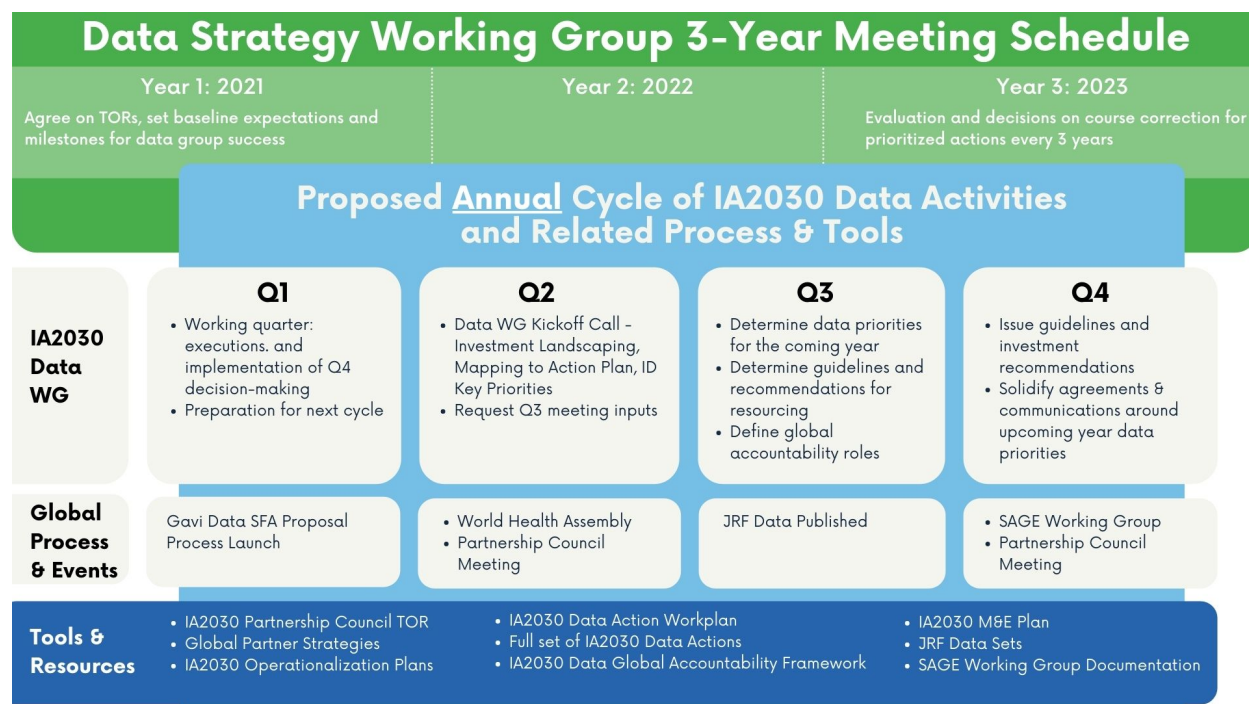 Data Strategy Working Group 3-Year Meeting Schedule
Year 1: 2021
Agree on TORs, set baseline expectations and
milestones for data group success
Year 2: 2022
Year 3: 2023
Evaluation and decisions on course correction for
prioritized actions every 3 years
Proposed Annual Cycle of IA2030 Data Activities
and Related Process & Tools
IA2030
Data
WG
Q1
• Working quarter:
executions. and
implementation of Q4
decision-making
• Preparation for next cycle
Q2
• Data WG Kickoff Call -
Investment Landscaping,
Mapping to Action Plan, ID
Key Priorities
• Request Q3 meeting inputs
Q3
• Determine data priorities
for the coming year
• Determine guidelines and
recommendations for
resourcing
• Define global
accountability roles
Q4
• Issue guidelines and
investment
recommendations
• Solidify agreements &
communications around
upcoming year data
priorities
Global
Process
& Events
Gavi Data SFA Proposal
Process Launch
• World Health Assembly
• Partnership Council
Meeting
JRF Data Published
• SAGE Working Group
• Partnership Council
Meeting
Tools &
Resources
• IA2030 Partnership Council TOR
• Global Partner Strategies
• IA2030 Operationalization Plans
• IA2030 Data Action Workplan
• Full set of IA2030 Data Actions
• IA2030 Data Global Accountability Framework
• IA2030 M&E Plan
• JRF Data Sets
• SAGE Working Group Documentation